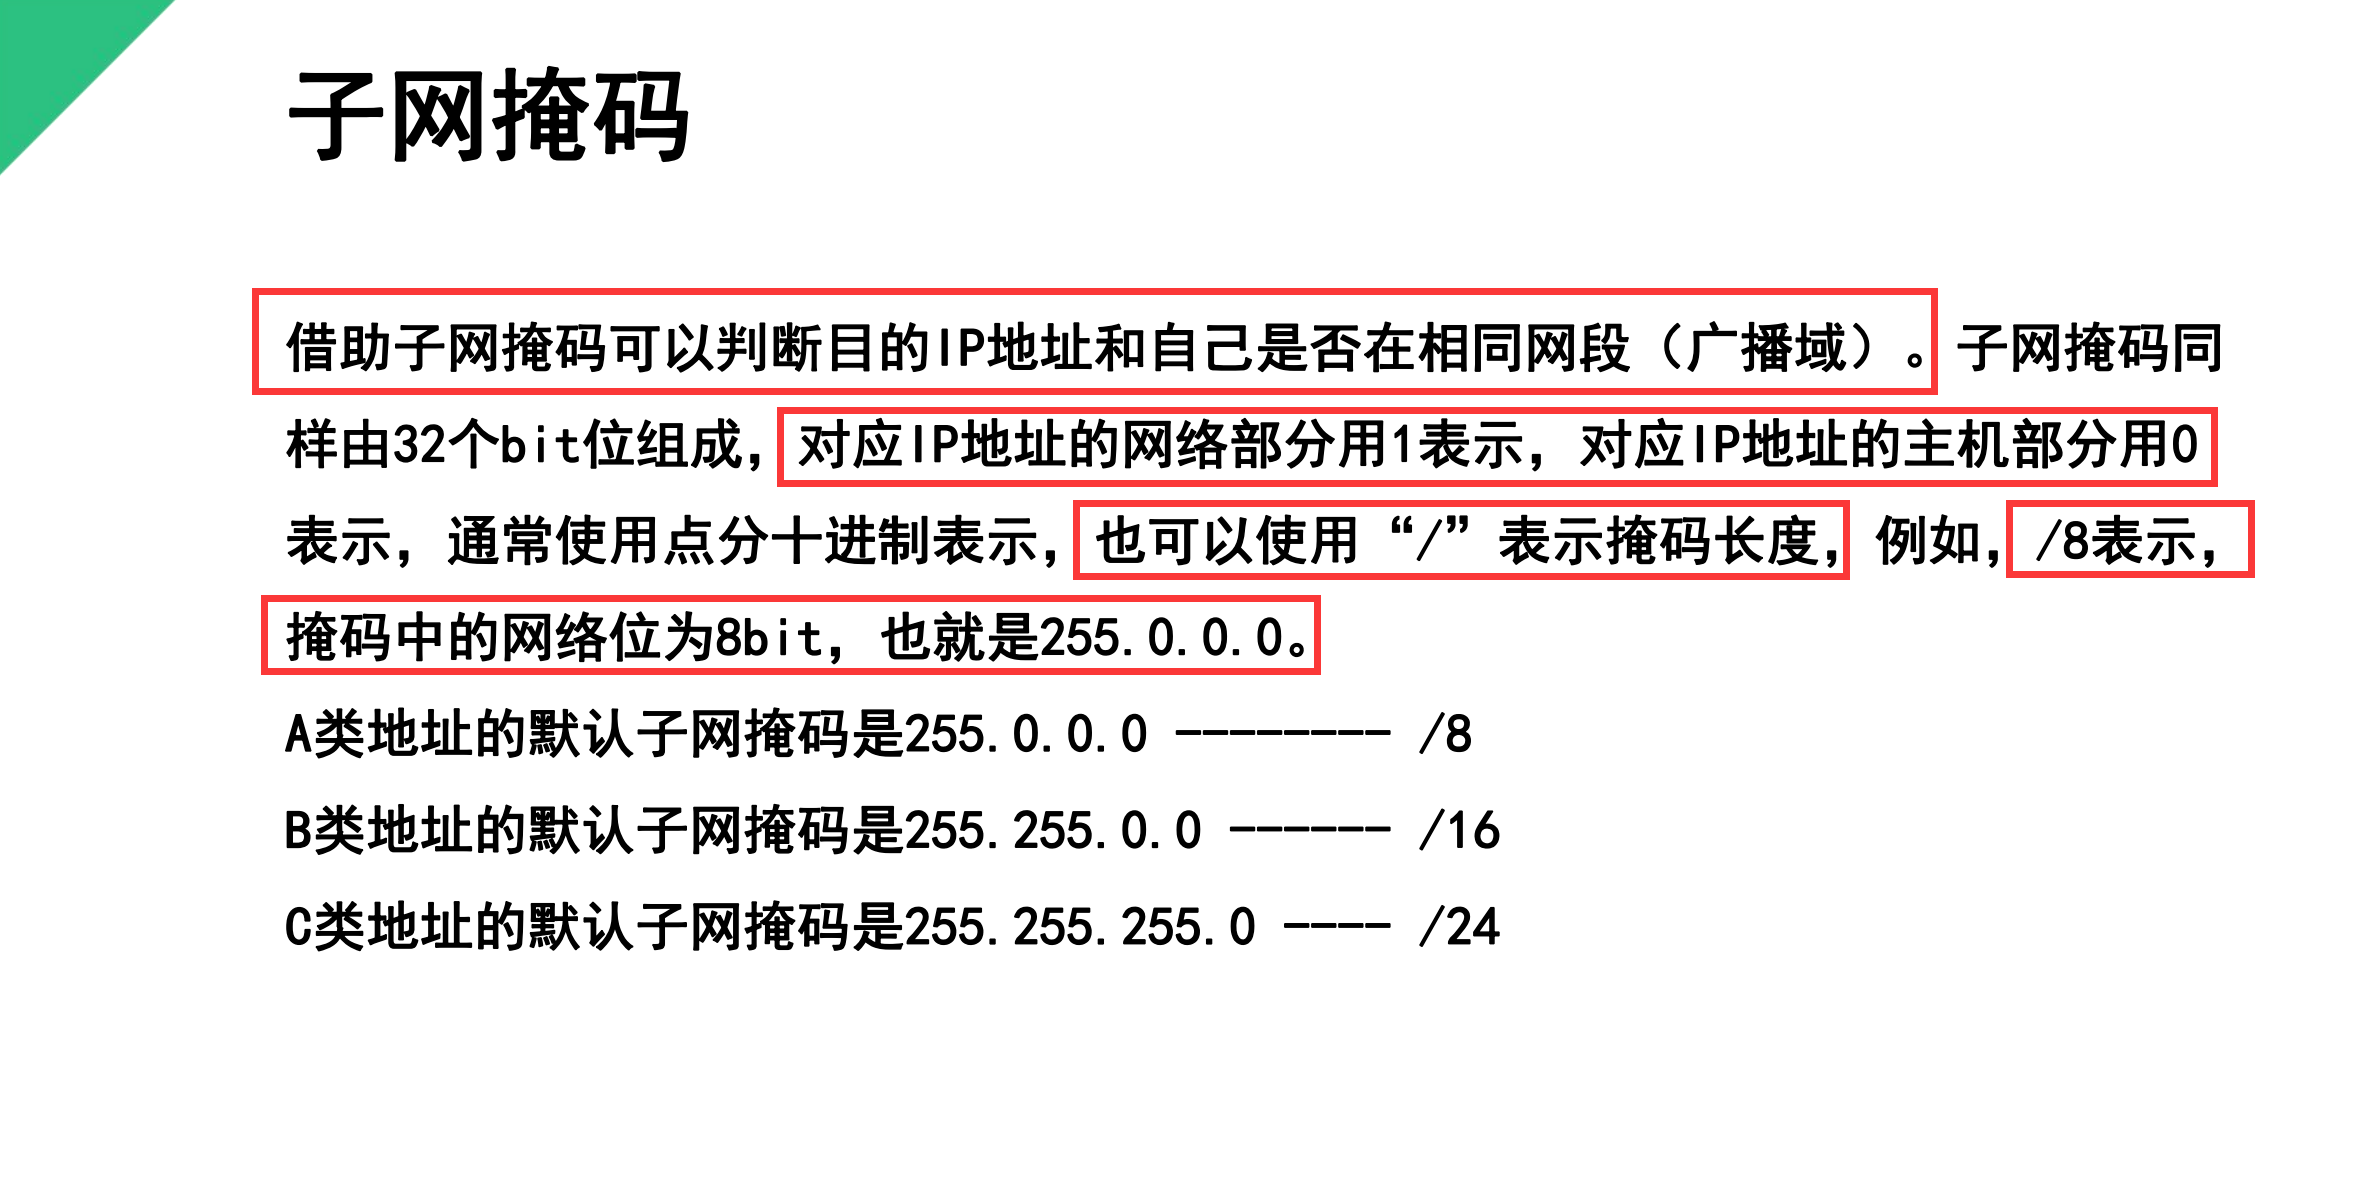 子网掩码
借助子网掩码可以判断目的IP地址和自己是否在相同网段（广播域）。子网掩码同
样由32个bit位组成，对应IP地址的网络部分用1表示，对应IP地址的主机部分用0
表示，通常使用点分十进制表示，也可以使用“/”表示掩码长度，例如，/8表示，
掩码中的网络位为8bit，也就是255.0.0.0。
A类地址的默认子网掩码是255.0.0.0 -------- /8
B类地址的默认子网掩码是255.255.0.0 ------ /16
C类地址的默认子网掩码是255.255.255.0 ---- /24